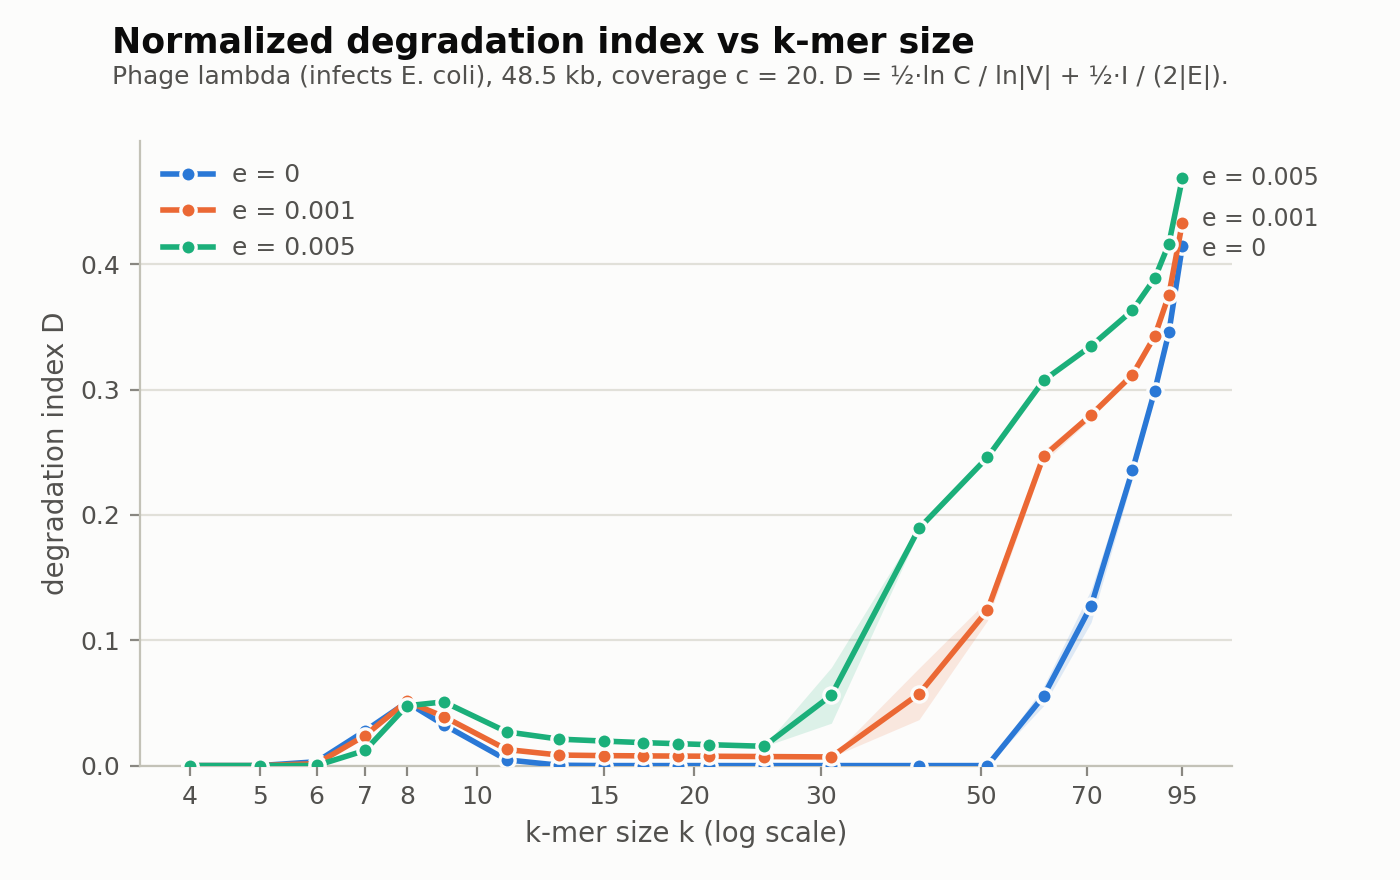 Normalized degradation index vs k-mer size
Phage lambda (infects E. coli), 48.5 kb, coverage c = 20. D = ½·ln C / ln|V| + ½·I / (2|E|).
e = 0
e = 0.001
e = 0.005
e = 0.005
e = 0.001
e = 0
degradation index D
0.4
0.3
0.2
0.1
0.0
4 5 6 7 8 10 15 20 30 50 70 95
k-mer size k (log scale)